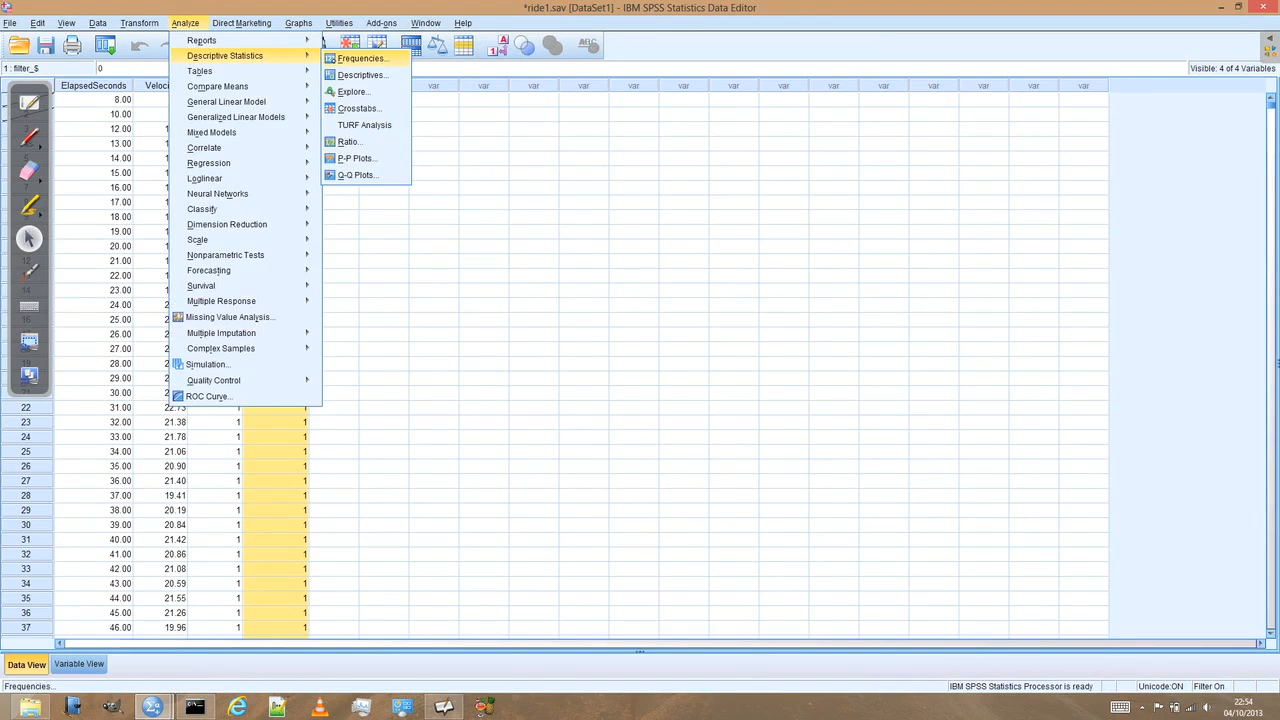 *ride1.sav [DataSet1] - IBM SPSS Statistics Data Editor
File Edit View Data Transform Analyze Direct Marketing Graphs Utilities Add-ons Window Help
1 : filter_$ 0 Visible: 4 of 4 Variables
Reports
Descriptive Statistics
Tables
Compare Means
General Linear Model
Generalized Linear Models
Mixed Models
Correlate
Regression
Loglinear
Neural Networks
Classify
Dimension Reduction
Scale
Nonparametric Tests
Forecasting
Survival
Multiple Response
Missing Value Analysis...
Multiple Imputation
Complex Samples
Simulation...
Quality Control
ROC Curve...
Frequencies...
Descriptives...
Explore...
Crosstabs...
TURF Analysis
Ratio...
P-P Plots...
Q-Q Plots...
ElapsedSeconds Veloci var var var var var var var var var var var var var var
8.00
10.00
12.00
13.00
14.00
15.00
16.00
17.00
18.00
19.00
20.00
21.00
22.00
23.00
24.00
25.00
26.00
27.00
28.00
29.00
30.00
22 31.00 22.73 1 1
23 32.00 21.38 1 1
24 33.00 21.78 1 1
25 34.00 21.06 1 1
26 35.00 20.90 1 1
27 36.00 21.40 1 1
28 37.00 19.41 1 1
29 38.00 20.19 1 1
30 39.00 20.84 1 1
31 40.00 21.42 1 1
32 41.00 20.86 1 1
33 42.00 21.08 1 1
34 43.00 20.59 1 1
35 44.00 21.55 1 1
36 45.00 21.26 1 1
37 46.00 19.96 1 1
Data View Variable View
Frequencies... IBM SPSS Statistics Processor is ready Unicode:ON Filter On
22:54
04/10/2013